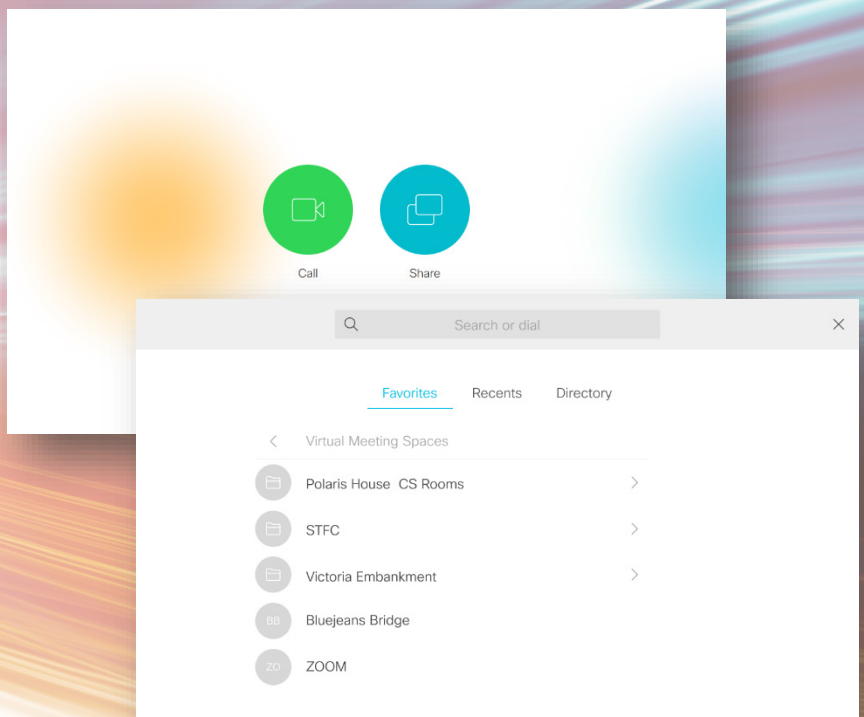 Call
Share
Search or dial
Favorites Recents Directory
Virtual Meeting Spaces
Polaris House CS Rooms
STFC
Victoria Embankment
BB Bluejeans Bridge
ZO ZOOM